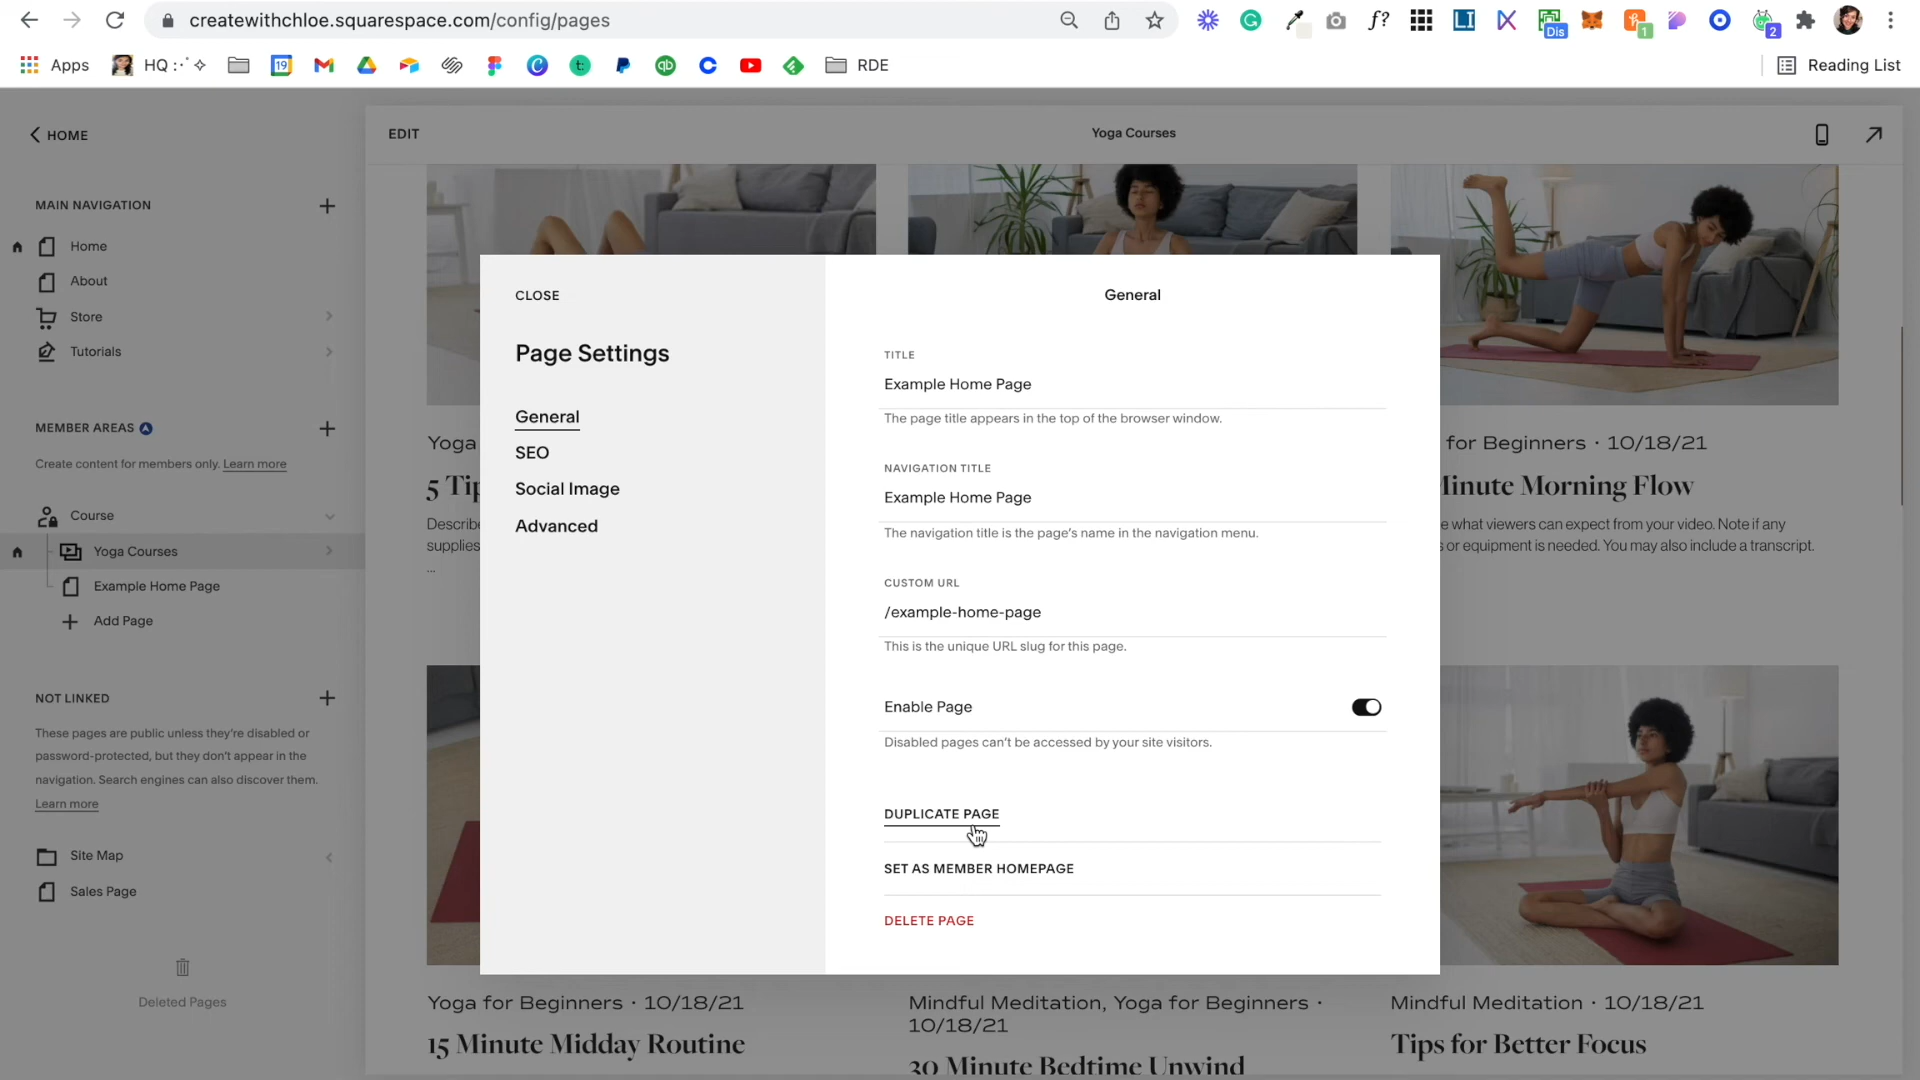 createwithchloe.squarespace.com/config/pages
f?
LI
Dis
1
2
Apps
HQ :･ﾟ✧
19
RDE
Reading List
HOME
EDIT
Yoga Courses
MAIN NAVIGATION
Home
About
Store
Tutorials
MEMBER AREAS
Create content for members only. Learn more
Course
Yoga Courses
Example Home Page
Add Page
NOT LINKED
These pages are public unless they're disabled or
password-protected, but they don't appear in the
navigation. Search engines can also discover them.
Learn more
Site Map
Sales Page
Deleted Pages
CLOSE
Page Settings
General
SEO
Social Image
Advanced
General
TITLE
Example Home Page
The page title appears in the top of the browser window.
NAVIGATION TITLE
Example Home Page
The navigation title is the page's name in the navigation menu.
CUSTOM URL
/example-home-page
This is the unique URL slug for this page.
Enable Page
Disabled pages can't be accessed by your site visitors.
DUPLICATE PAGE
SET AS MEMBER HOMEPAGE
DELETE PAGE
Yoga
5 Tip
Describe
supplies
...
for Beginners · 10/18/21
Minute Morning Flow
e what viewers can expect from your video. Note if any
s or equipment is needed. You may also include a transcript.
Yoga for Beginners · 10/18/21
15 Minute Midday Routine
Mindful Meditation, Yoga for Beginners ·
10/18/21
30 Minute Bedtime Unwind
Mindful Meditation · 10/18/21
Tips for Better Focus